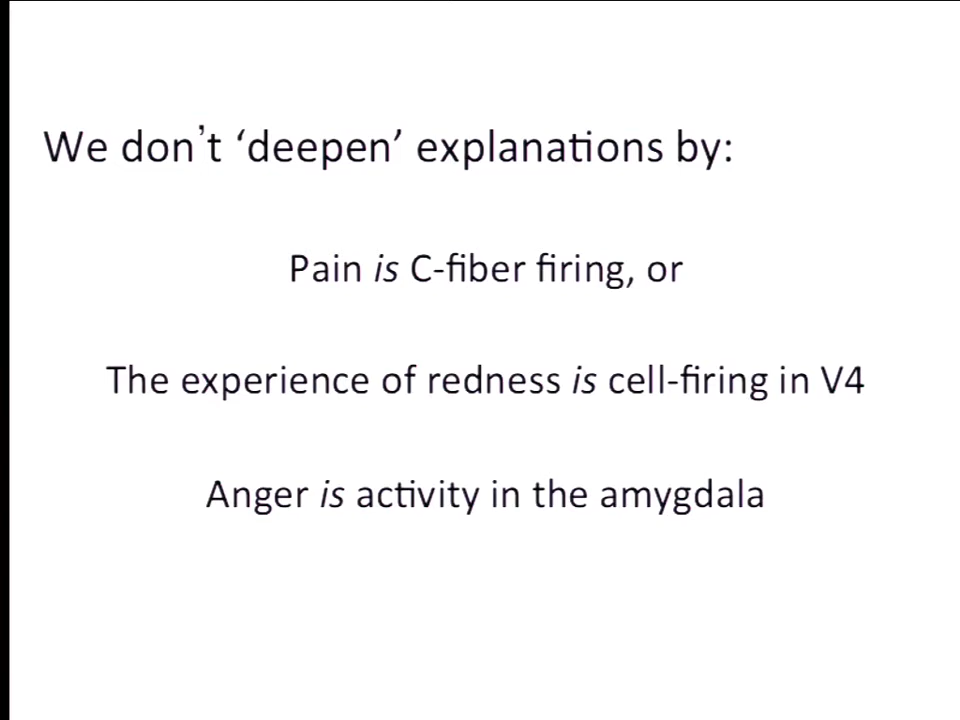 We don’t ‘deepen’ explanations by:
Pain is C-fiber firing, or
The experience of redness is cell-firing in V4
Anger is activity in the amygdala